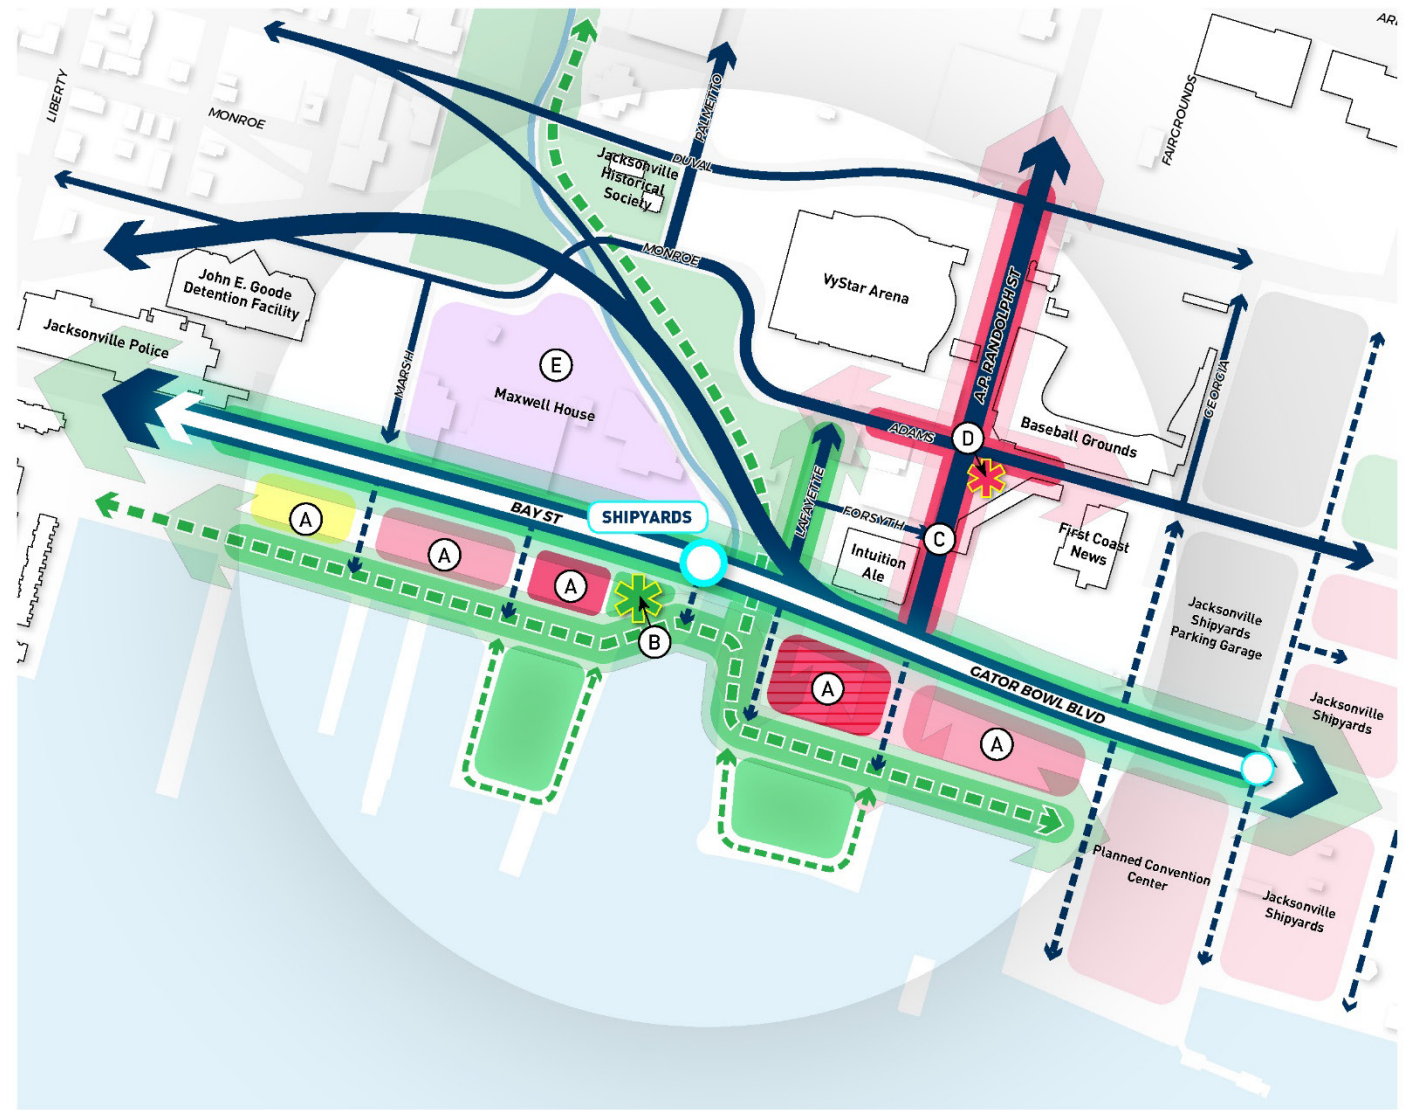 AR
LIBERTY
MONROE
PALMETTO
FAIRGROUNDS
DUVAL
Jacksonville
Historical
Society
MONROE
John E. Goode
Detention Facility
VyStar Arena
A.P. RANDOLPH ST
Jacksonville Police
MARSH
E
Maxwell House
GEORGIA
ADAMS
D
Baseball Grounds
LAFAYETTE
A
BAY ST
SHIPYARDS
FORSYTH
C
First Coast
News
A
Intuition
Ale
A
B
Jacksonville
Shipyards
Parking Garage
A
GATOR BOWL BLVD
Jacksonville
Shipyards
A
Planned Convention
Center
Jacksonville
Shipyards